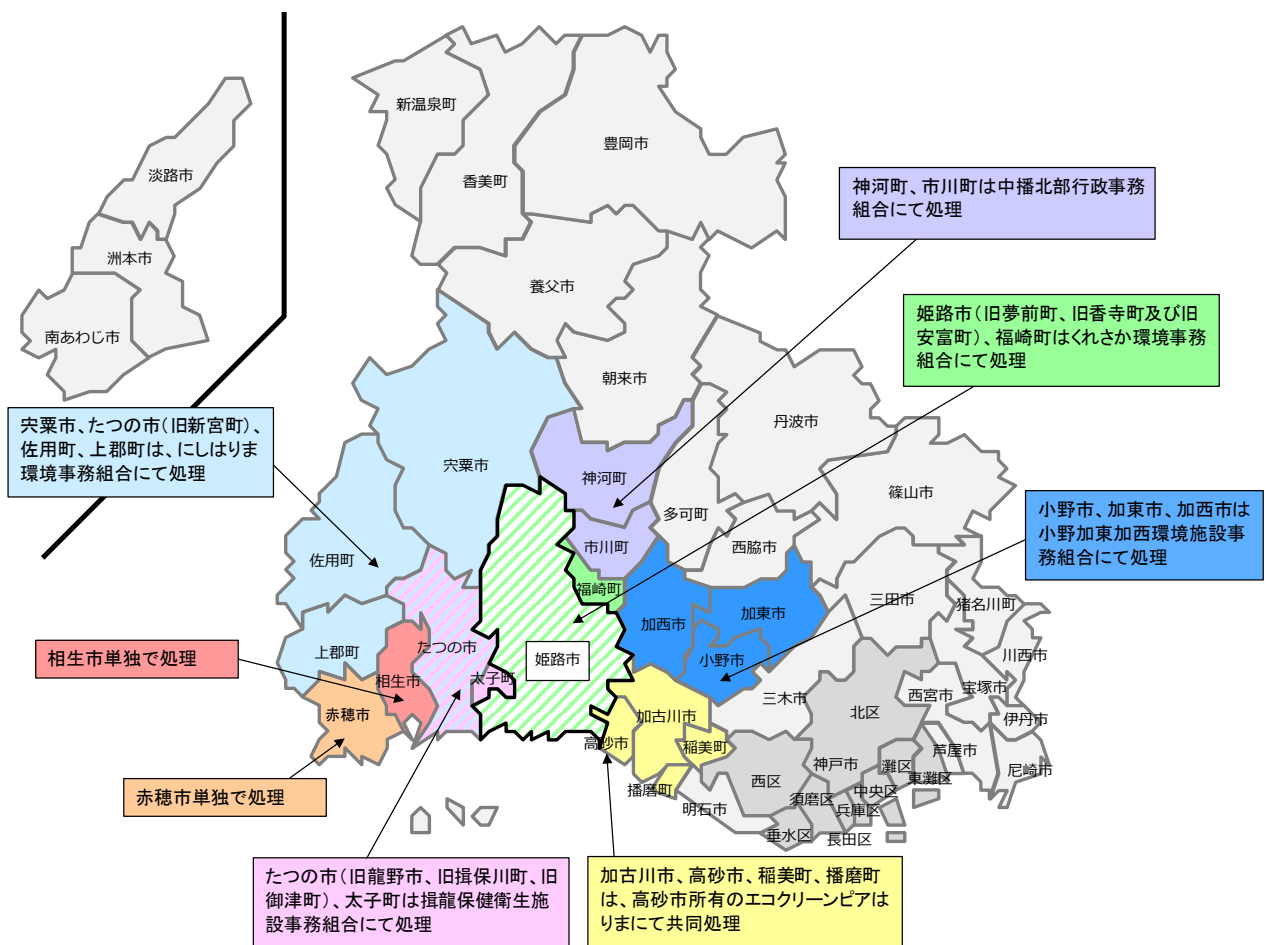 新温泉町
豊岡市
香美町
淡路市
洲本市
南あわじ市
養父市
朝来市
丹波市
篠山市
宍粟市
神河町
多可町
市川町
西脇市
佐用町
福崎町
加西市
加東市
三田市
猪名川町
上郡町
たつの市
姫路市
小野市
川西市
相生市
太子町
三木市
西宮市
宝塚市
赤穂市
加古川市
北区
伊丹市
高砂市
稲美町
神戸市
灘区
芦屋市
尼崎市
東灘区
播磨町
西区
中央区
須磨区
兵庫区
明石市
垂水区
長田区
神河町、市川町は中播北部行政事務
組合にて処理
姫路市(旧夢前町、旧香寺町及び旧
安富町)、福崎町はくれさか環境事務
組合にて処理
宍粟市、たつの市(旧新宮町)、
佐用町、上郡町は、にしはりま
環境事務組合にて処理
小野市、加東市、加西市は
小野加東加西環境施設事
務組合にて処理
相生市単独で処理
赤穂市単独で処理
たつの市(旧龍野市、旧揖保川町、旧
御津町)、太子町は揖龍保健衛生施
設事務組合にて処理
加古川市、高砂市、稲美町、播磨町
は、高砂市所有のエコクリーンピアは
りまにて共同処理